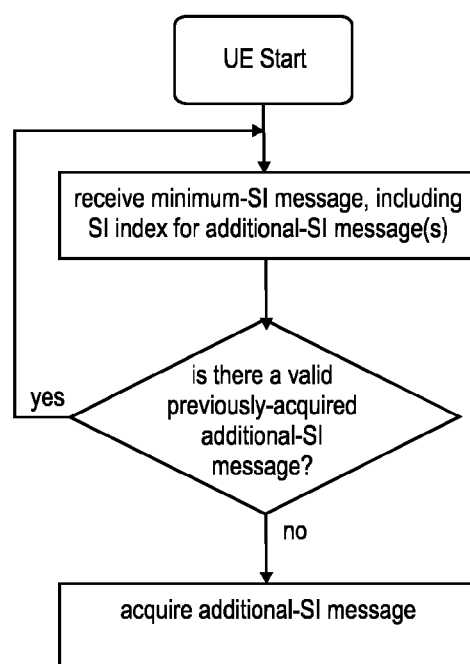 UE Start
receive minimum-SI message, including
SI index for additional-SI message(s)
is there a valid
previously-acquired
additional-SI
message?
yes
no
acquire additional-SI message